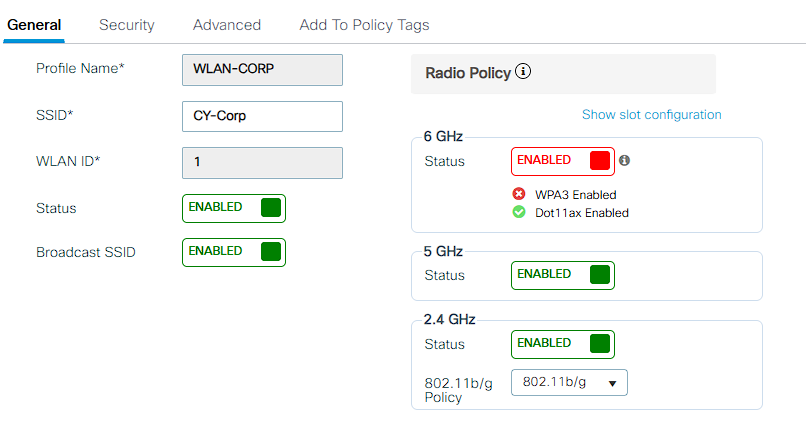 General Security Advanced Add To Policy Tags
Profile Name* WLAN-CORP
SSID* CY-Corp
WLAN ID* 1
Status ENABLED
Broadcast SSID ENABLED
Radio Policy
Show slot configuration
6 GHz
Status ENABLED
WPA3 Enabled
Dot11ax Enabled
5 GHz
Status ENABLED
2.4 GHz
Status ENABLED
802.11b/g 802.11b/g
Policy